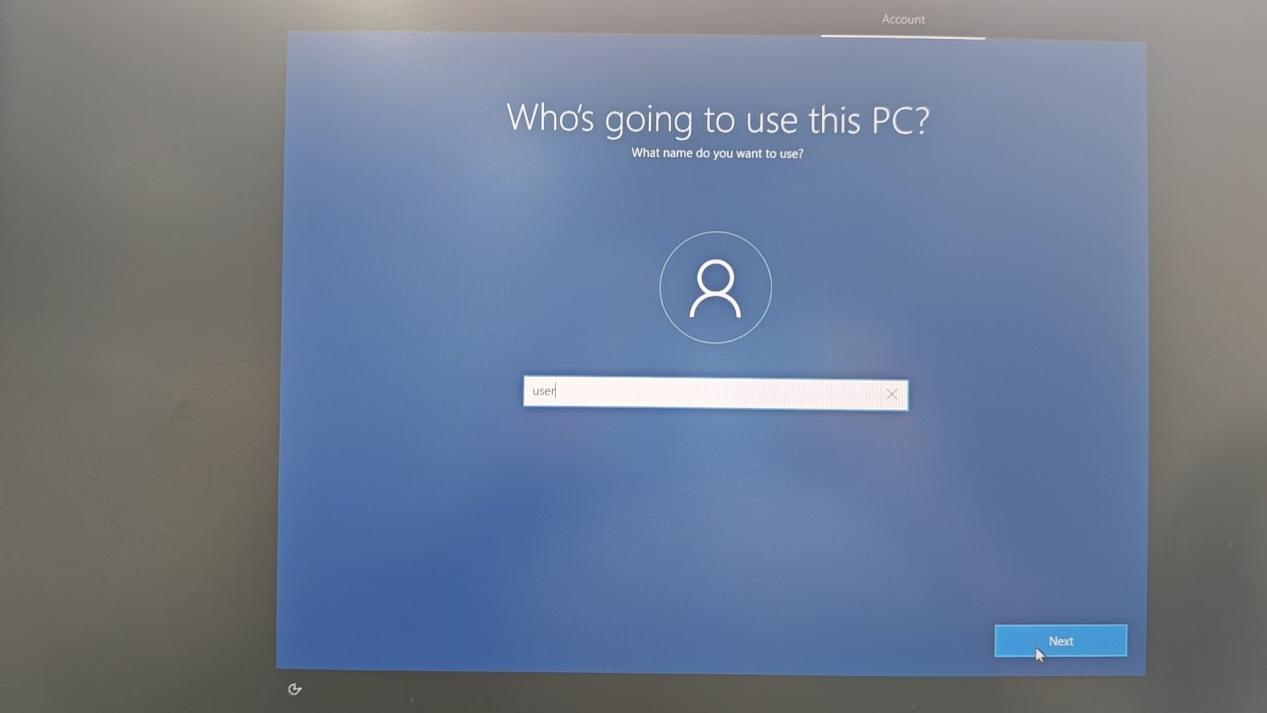 Account
Who's going to use this PC?
What name do you want to use?
user
Next